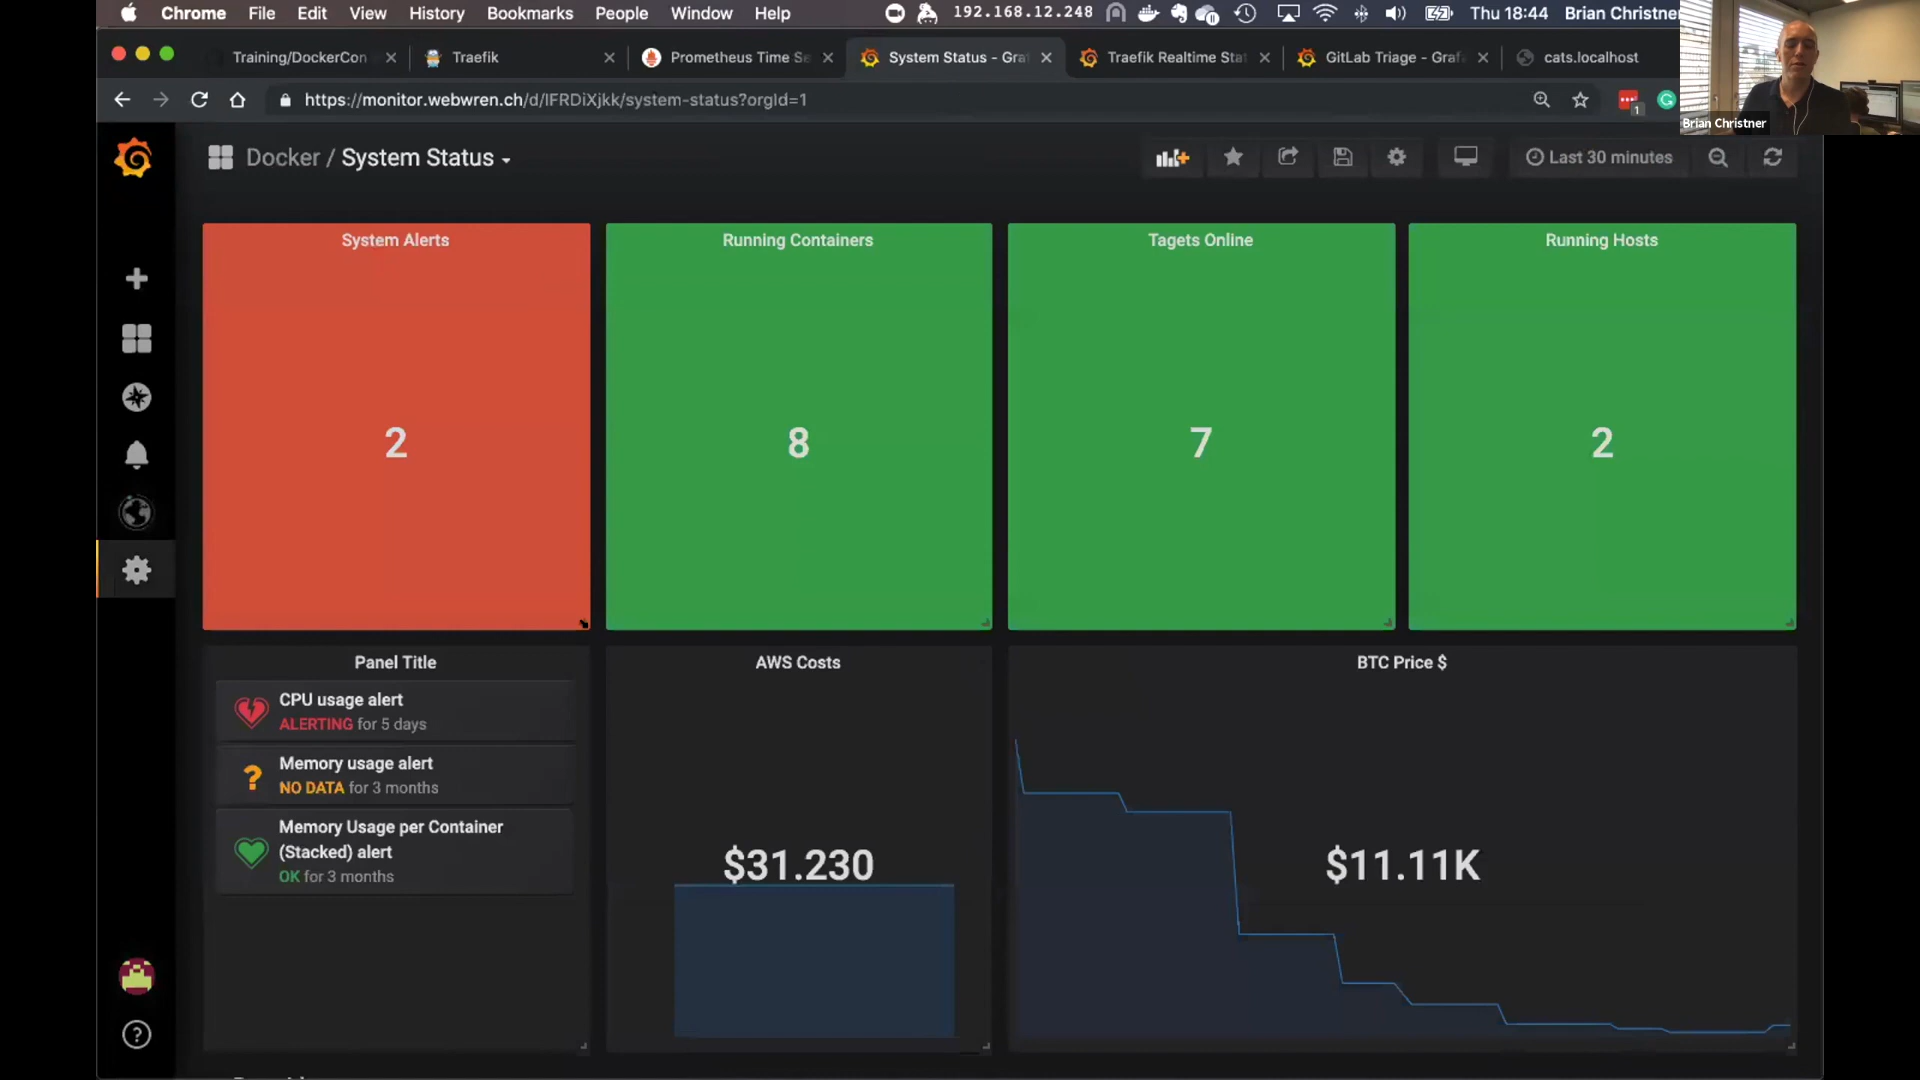 Chrome File Edit View History Bookmarks People Window Help 192.168.12.248 Thu 18:44 Brian Christner
Training/DockerCon Traefik Prometheus Time Se System Status - Gra Traefik Realtime Stat GitLab Triage - Graf cats.localhost
https://monitor.webwren.ch/d/IFRDiXjkk/system-status?orgId=1
1
Brian Christner
Docker / System Status
Last 30 minutes
System Alerts
2
Running Containers
8
Tagets Online
7
Running Hosts
2
Panel Title
CPU usage alert
ALERTING for 5 days
Memory usage alert
NO DATA for 3 months
Memory Usage per Container
(Stacked) alert
OK for 3 months
AWS Costs
$31.230
BTC Price $
$11.11K